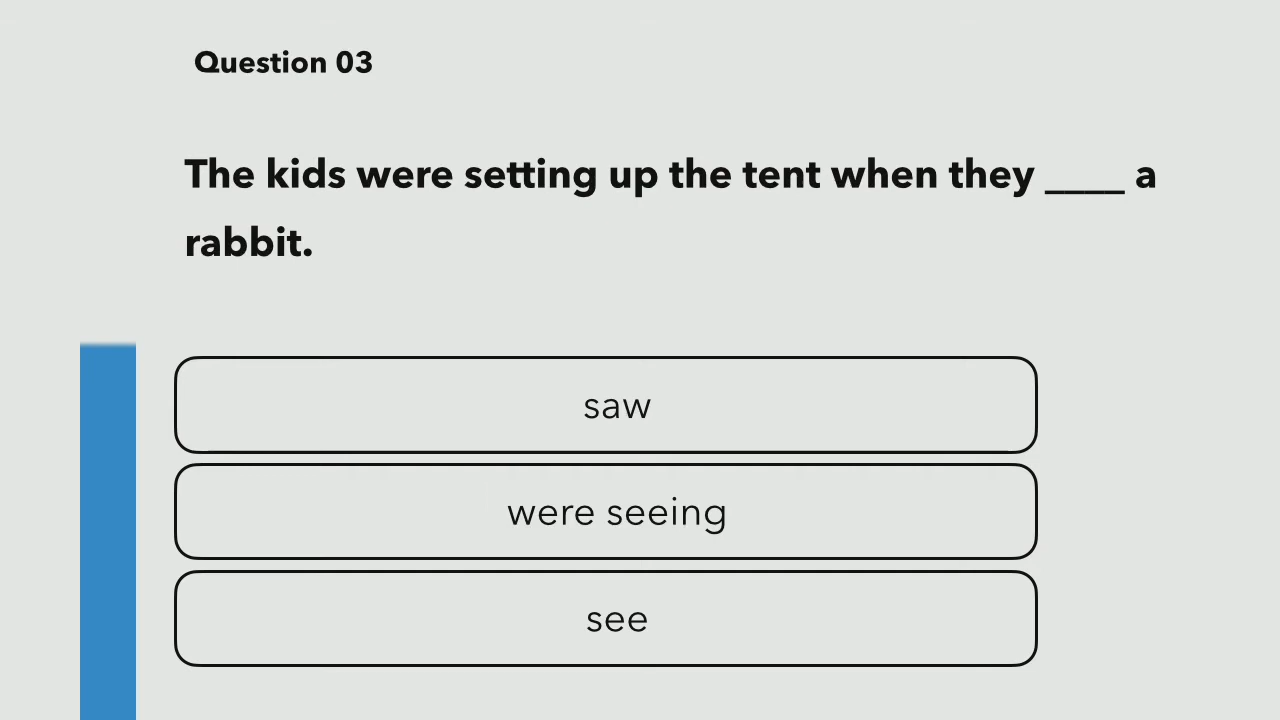 Question 03
The kids were setting up the tent when they ____ a
rabbit.
saw
were seeing
see